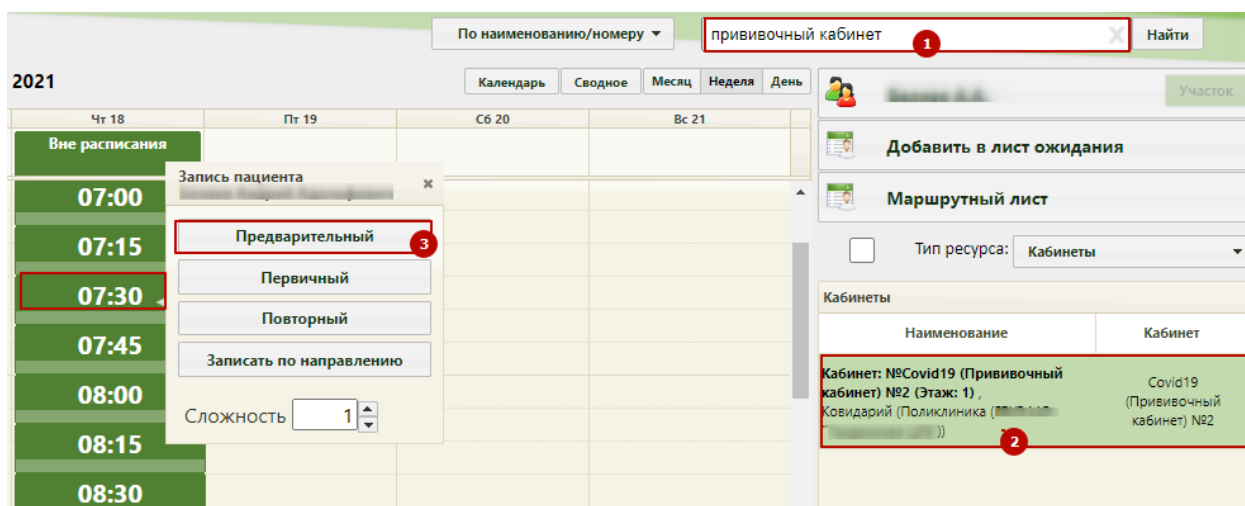 По наименованию/номеру
прививочный кабинет
1
X
Найти
2021
Календарь
Сводное
Месяц
Неделя
День
Участок
Чт 18
Пт 19
Сб 20
Вс 21
Вне расписания
Добавить в лист ожидания
Маршрутный лист
Запись пациента
×
Предварительный
3
Первичный
Повторный
Записать по направлению
Сложность 1
07:00
07:15
07:30
07:45
08:00
08:15
08:30
Тип ресурса: Кабинеты
Кабинеты
Наименование
Кабинет
Кабинет: №Covid19 (Прививочный
кабинет) №2 (Этаж: 1) ,
Ковидарий (Поликлиника (
))
2
Covid19
(Прививочный
кабинет) №2